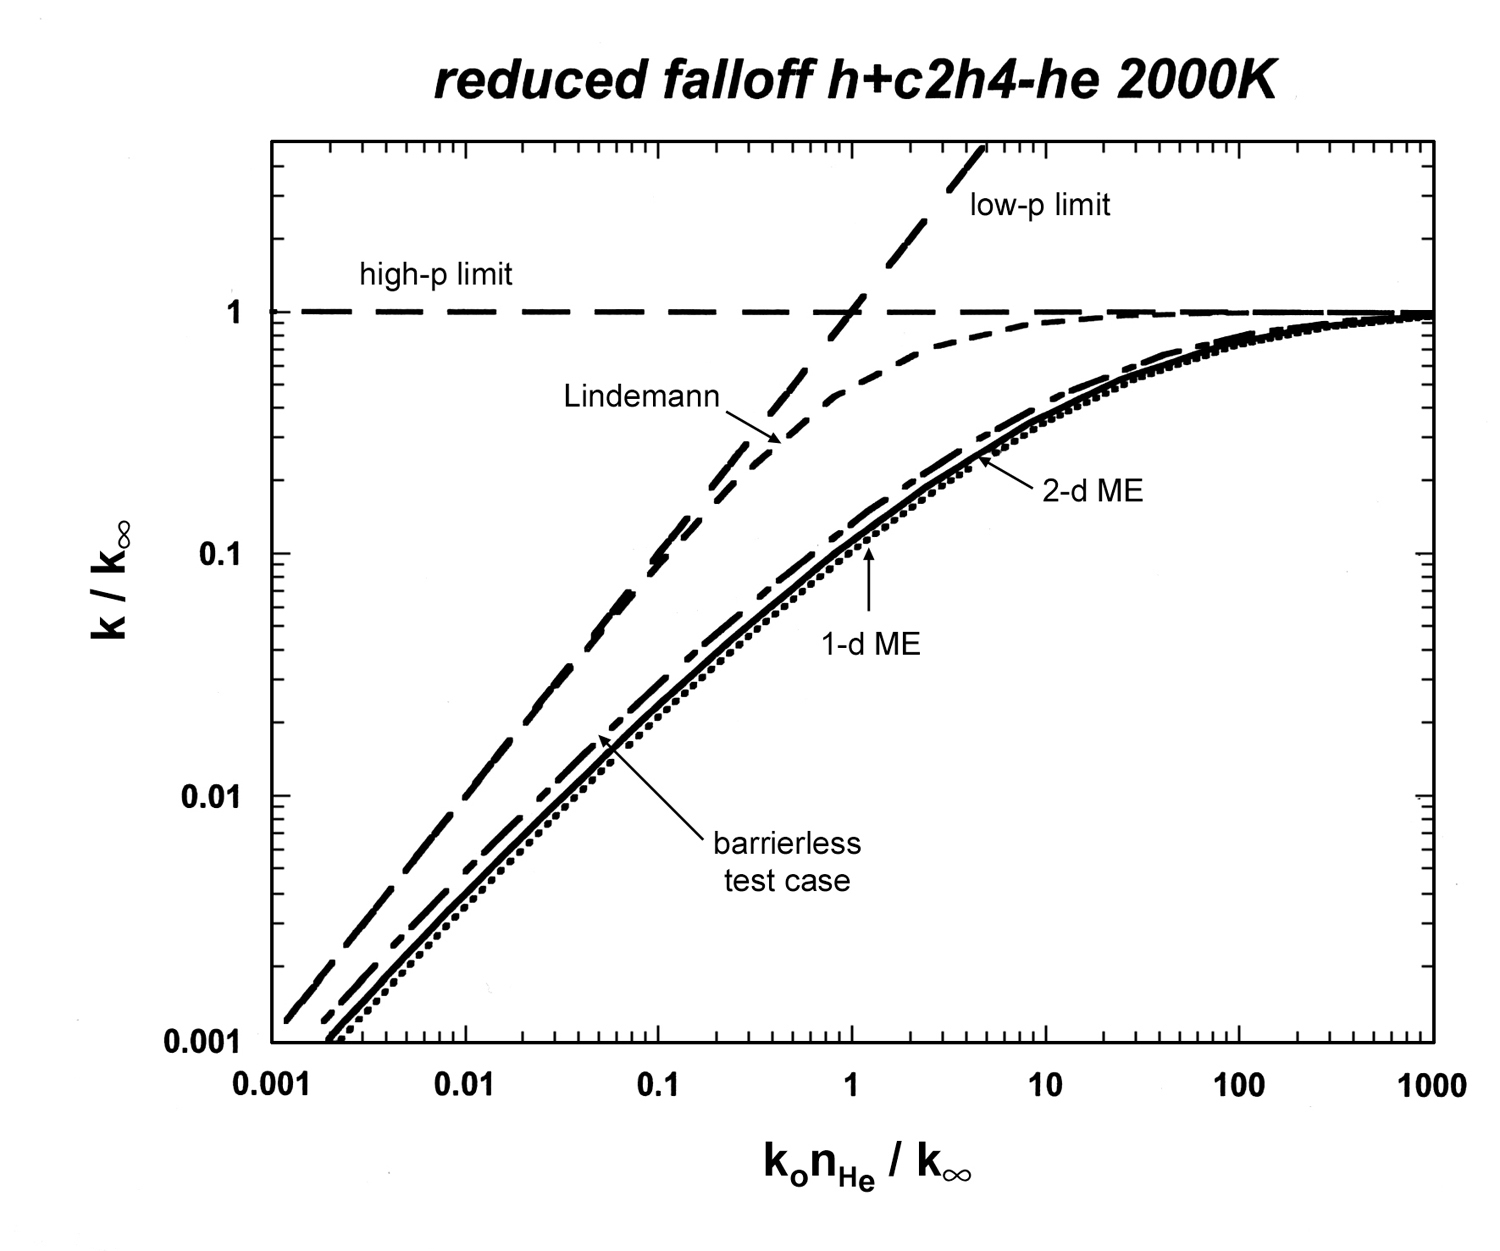 reduced falloff h+c2h4-he 2000K
low-p limit
high-p limit
1
Lindemann
2-d ME
k / k∞
0.1
1-d ME
0.01
barrierless
test case
0.001
0.001 0.01 0.1 1 10 100 1000
konHe / k∞